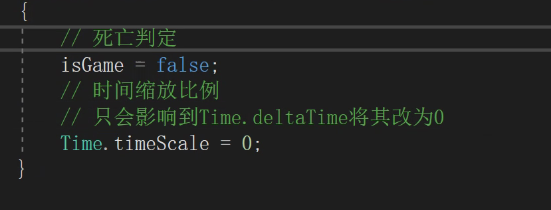 {
// 死亡判定
isGame = false;
// 时间缩放比例
// 只会影响到Time.deltaTime将其改为0
Time.timeScale = 0;
}